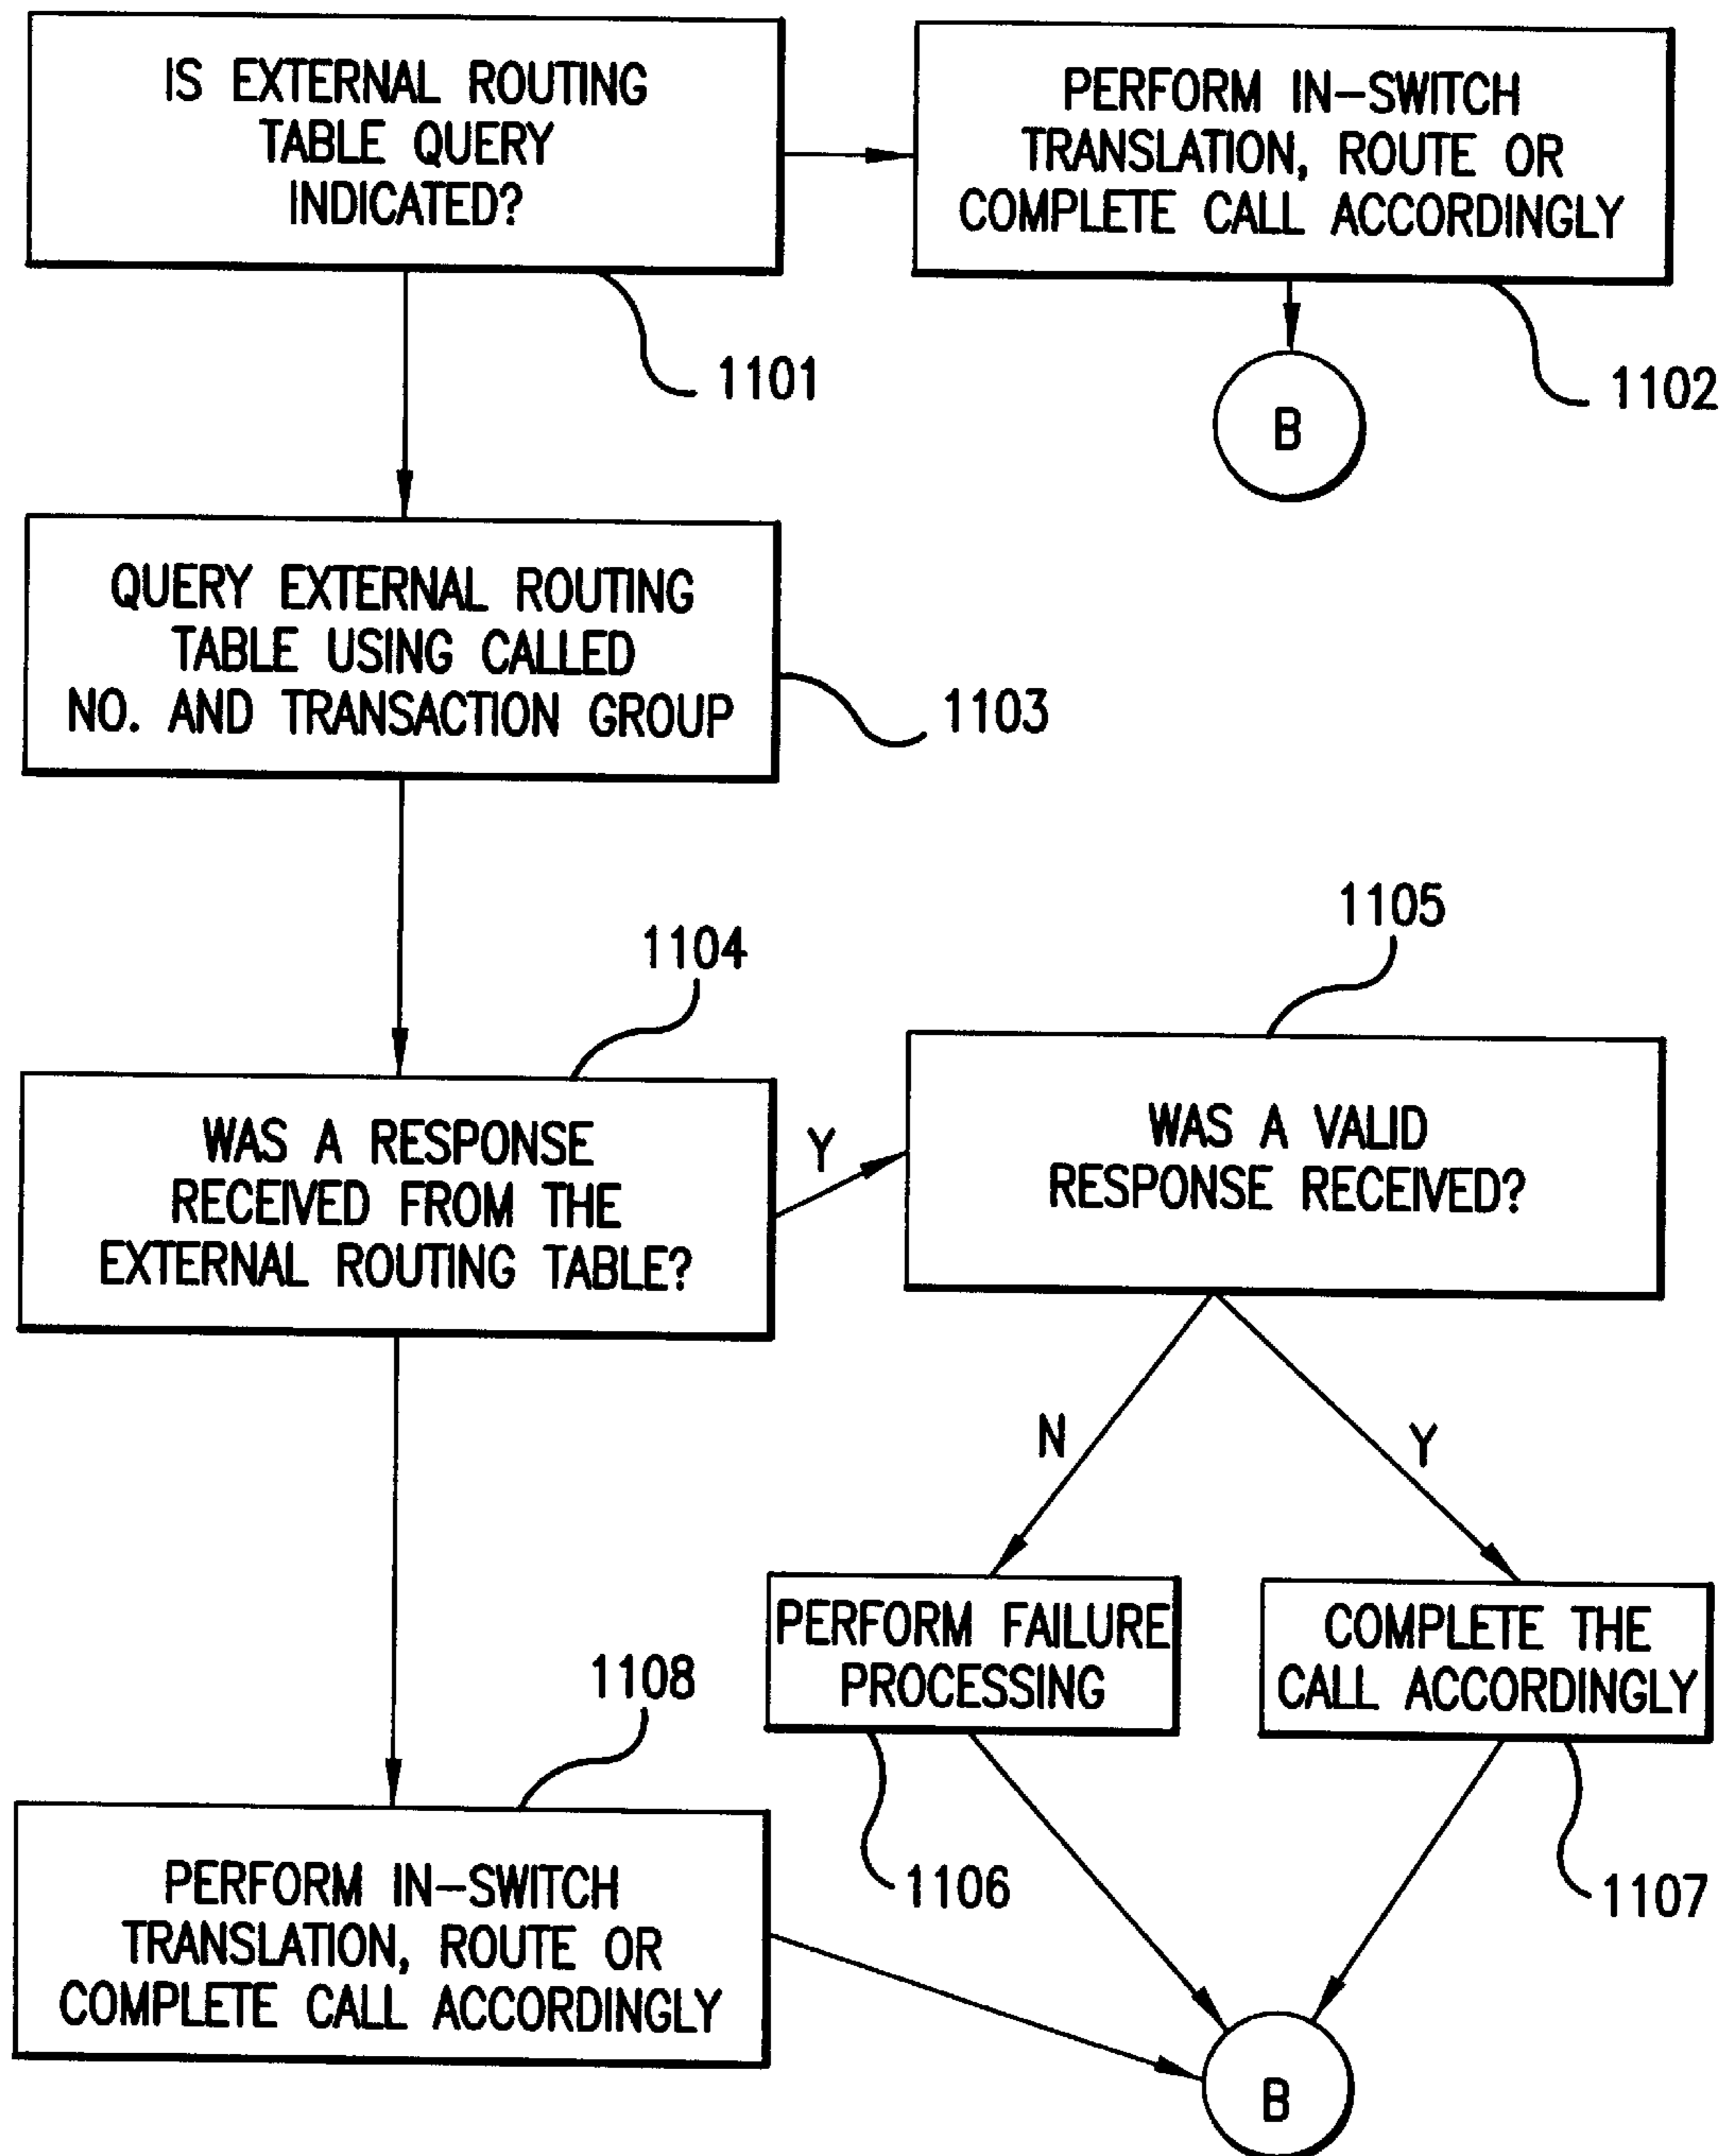 IS EXTERNAL ROUTING
TABLE QUERY
INDICATED?
1101
PERFORM IN-SWITCH
TRANSLATION, ROUTE OR
COMPLETE CALL ACCORDINGLY
1102
B
QUERY EXTERNAL ROUTING
TABLE USING CALLED
NO. AND TRANSACTION GROUP
1103
1104
WAS A RESPONSE
RECEIVED FROM THE
EXTERNAL ROUTING TABLE?
Y
1105
WAS A VALID
RESPONSE RECEIVED?
N
Y
PERFORM FAILURE
PROCESSING
1106
COMPLETE THE
CALL ACCORDINGLY
1107
1108
PERFORM IN-SWITCH
TRANSLATION, ROUTE OR
COMPLETE CALL ACCORDINGLY
B